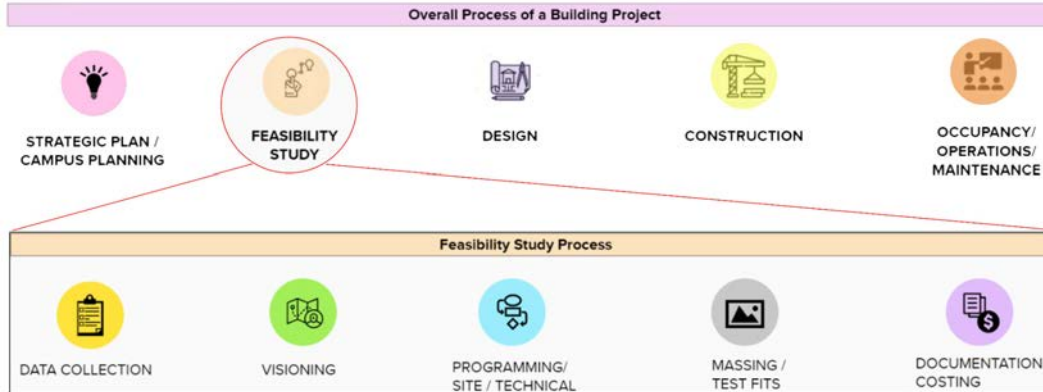 Overall Process of a Building Project
STRATEGIC PLAN /
CAMPUS PLANNING
FEASIBILITY
STUDY
DESIGN
CONSTRUCTION
OCCUPANCY/
OPERATIONS/
MAINTENANCE
Feasibility Study Process
DATA COLLECTION
VISIONING
PROGRAMMING/
SITE / TECHNICAL
MASSING /
TEST FITS
DOCUMENTATION
COSTING